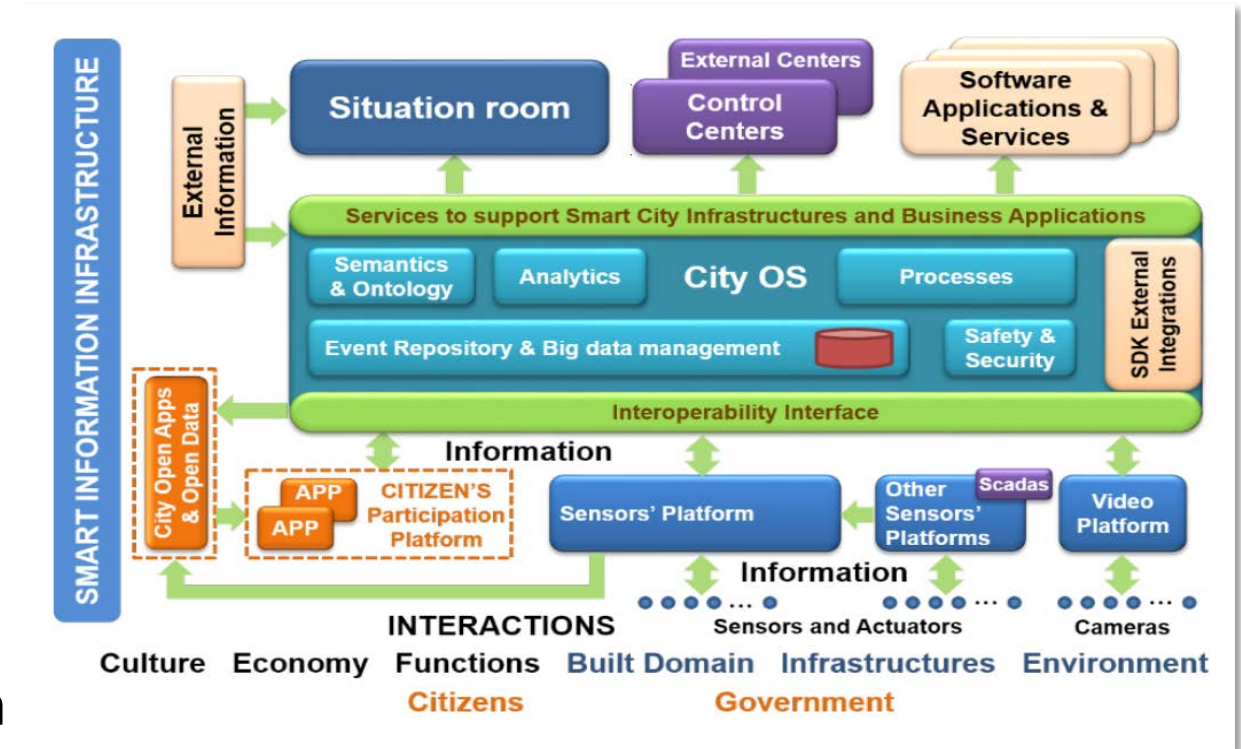 SMART INFORMATION INFRASTRUCTURE
External
Information
Situation room
External Centers
Control
Centers
Software
Applications &
Services
Services to support Smart City Infrastructures and Business Applications
Semantics
& Ontology
Analytics
City OS
Processes
SDK External
Integrations
Event Repository & Big data management
Safety &
Security
Interoperability Interface
City Open Apps
& Open Data
Information
APP
APP
CITIZEN'S
Participation
Platform
Sensors' Platform
Other
Sensors'
Platforms
Scadas
Video
Platform
Information
...
...
...
INTERACTIONS
Sensors and Actuators
Cameras
Culture Economy Functions Built Domain Infrastructures Environment
Citizens Government
n